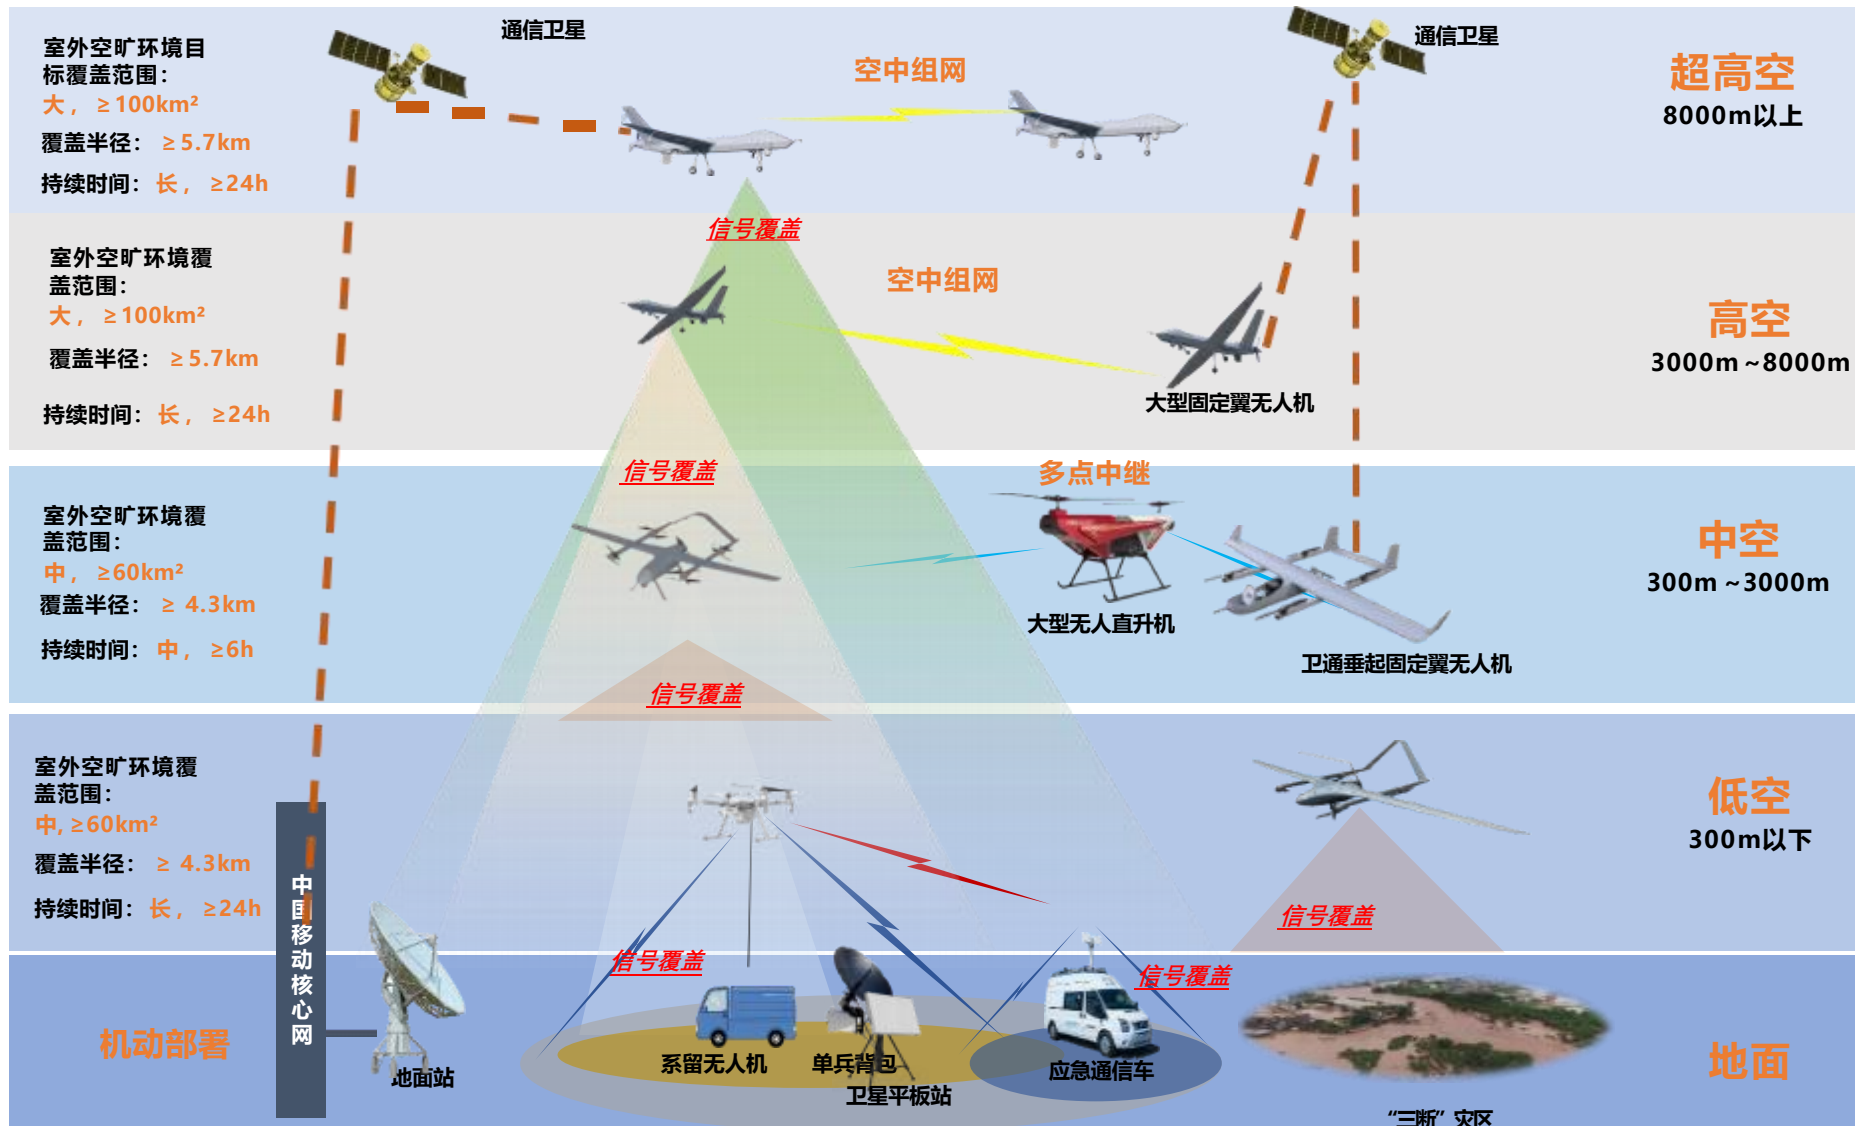 通信卫星
通信卫星
室外空旷环境目
标覆盖范围：
大，≥100km²
覆盖半径：≥5.7km
持续时间：长，≥24h
空中组网
超高空
8000m以上
信号覆盖
室外空旷环境覆
盖范围：
大，≥100km²
覆盖半径：≥5.7km
持续时间：长，≥24h
空中组网
大型固定翼无人机
高空
3000m~8000m
信号覆盖
多点中继
室外空旷环境覆
盖范围：
中，≥60km²
覆盖半径：≥ 4.3km
持续时间：中，≥6h
大型无人直升机
卫通垂起固定翼无人机
中空
300m~3000m
信号覆盖
室外空旷环境覆
盖范围：
中, ≥60km²
覆盖半径：≥ 4.3km
持续时间：长，≥24h
低空
300m以下
信号覆盖
信号覆盖
信号覆盖
中国移动核心网
机动部署
地面站
系留无人机
单兵背包
卫星平板站
应急通信车
“三断”灾区
地面